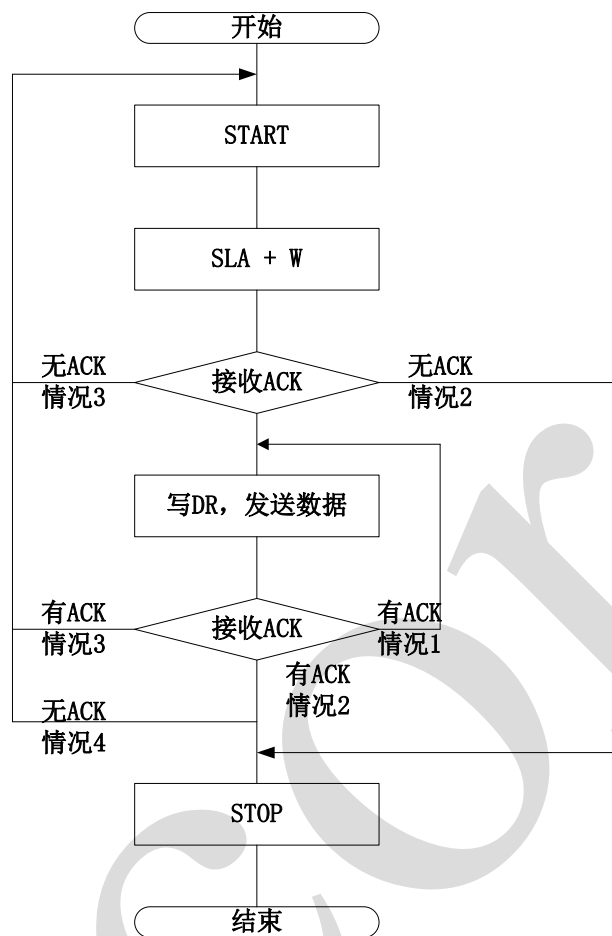 开始
START
SLA + W
无ACK
情况3
接收ACK
无ACK
情况2
写DR，发送数据
有ACK
情况3
接收ACK
有ACK
情况1
有ACK
情况2
无ACK
情况4
STOP
结束